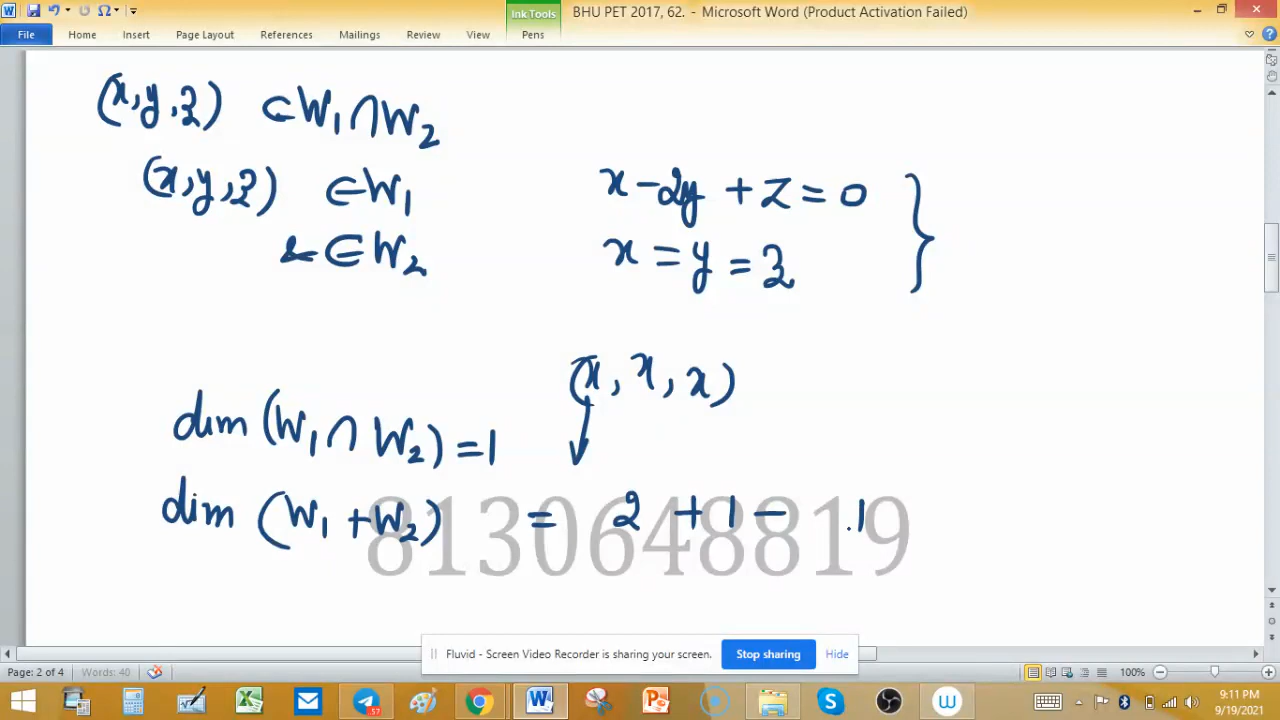 Ink Tools
BHU PET 2017, 62. - Microsoft Word (Product Activation Failed)
File Home Insert Page Layout References Mailings Review View Pens
(x,y,z) ∈ W1 ∩ W2
(x,y,z) ∈ W1 x - 2y + z = 0
& ∈ W2 x = y = z
(x, x, x)
dim (W1 ∩ W2) = 1
dim (W1 + W2) = 2 + 1 - 1
8130648819
Fluvid - Screen Video Recorder is sharing your screen. Stop sharing Hide
Page: 2 of 4 Words: 40 100%
57
9:11 PM
9/19/2021